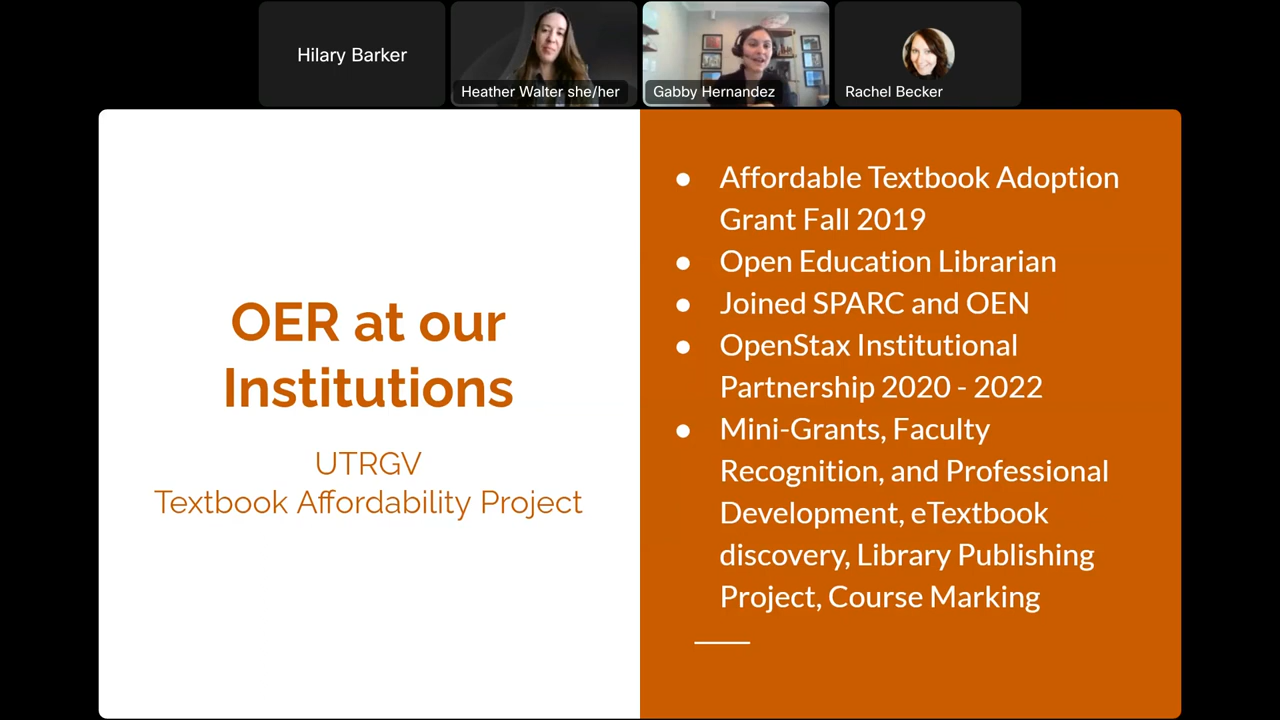 Hilary Barker
Heather Walter she/her
Gabby Hernandez
Rachel Becker
OER at our
Institutions
UTRGV
Textbook Affordability Project
● Affordable Textbook Adoption
Grant Fall 2019
● Open Education Librarian
● Joined SPARC and OEN
● OpenStax Institutional
Partnership 2020 - 2022
● Mini-Grants, Faculty
Recognition, and Professional
Development, eTextbook
discovery, Library Publishing
Project, Course Marking